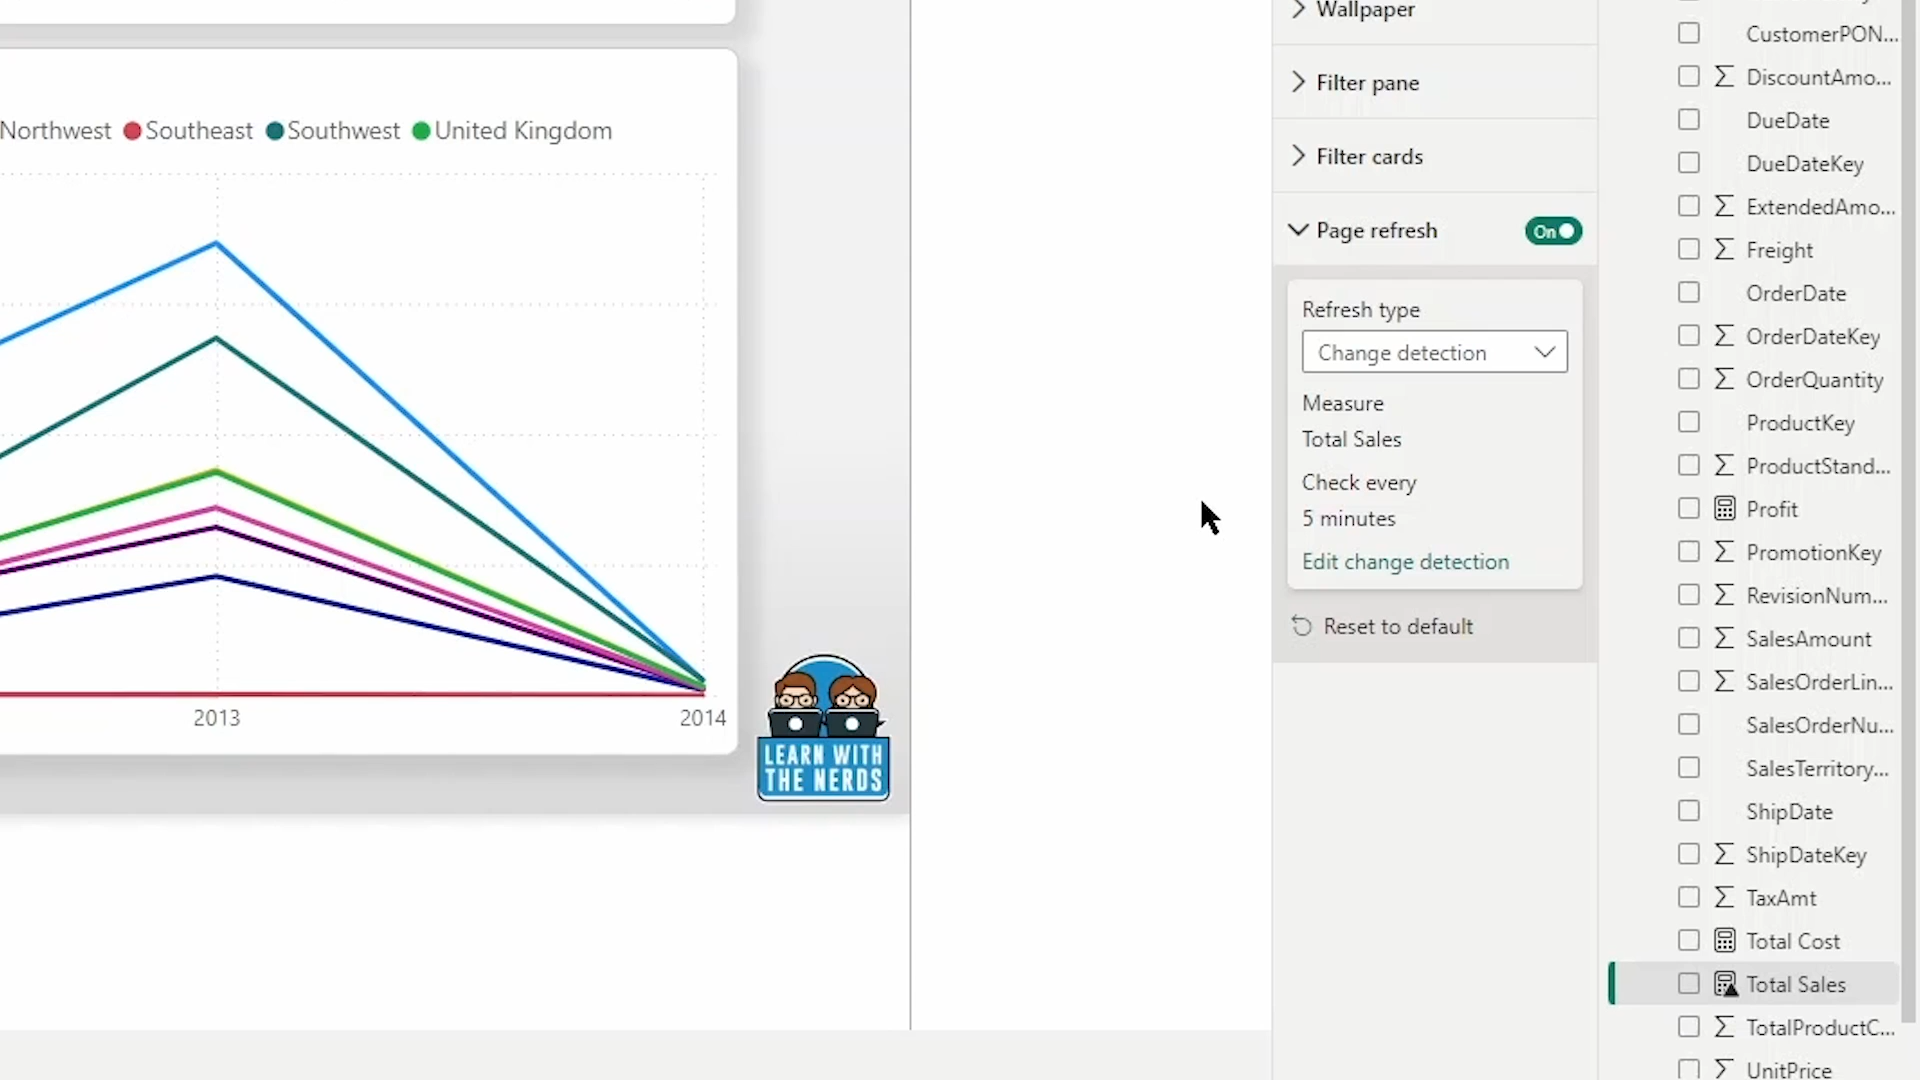 Northwest Southeast Southwest United Kingdom
2013 2014
LEARN WITH
THE NERDS
Wallpaper
Filter pane
Filter cards
Page refresh On
Refresh type
Change detection
Measure
Total Sales
Check every
5 minutes
Edit change detection
Reset to default
CustomerPON...
DiscountAmo...
DueDate
DueDateKey
ExtendedAmo...
Freight
OrderDate
OrderDateKey
OrderQuantity
ProductKey
ProductStand...
Profit
PromotionKey
RevisionNum...
SalesAmount
SalesOrderLin...
SalesOrderNu...
SalesTerritory...
ShipDate
ShipDateKey
TaxAmt
Total Cost
Total Sales
TotalProductC...
UnitPrice